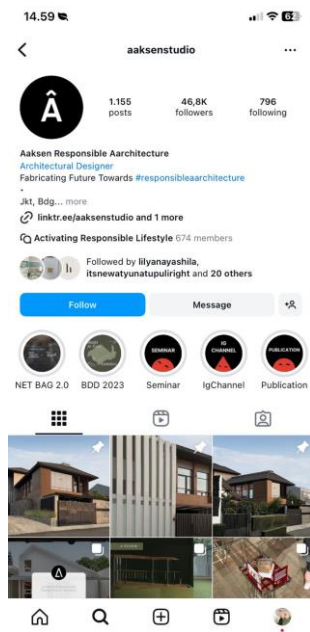 14.59
63
aaksenstudio
Â
1.155 46,8K 796
posts followers following
Aaksen Responsible Aarchitecture
Architectural Designer
Fabricating Future Towards #responsibleaarchitecture
.
Jkt, Bdg... more
linktr.ee/aaksenstudio and 1 more
Activating Responsible Lifestyle 674 members
Followed by lilyanayashila,
itsnewatyunatupuliright and 20 others
Follow Message
SEMINAR IG CHANNEL PUBLICATION
NET BAG 2.0 BDD 2023 Seminar IgChannel Publication